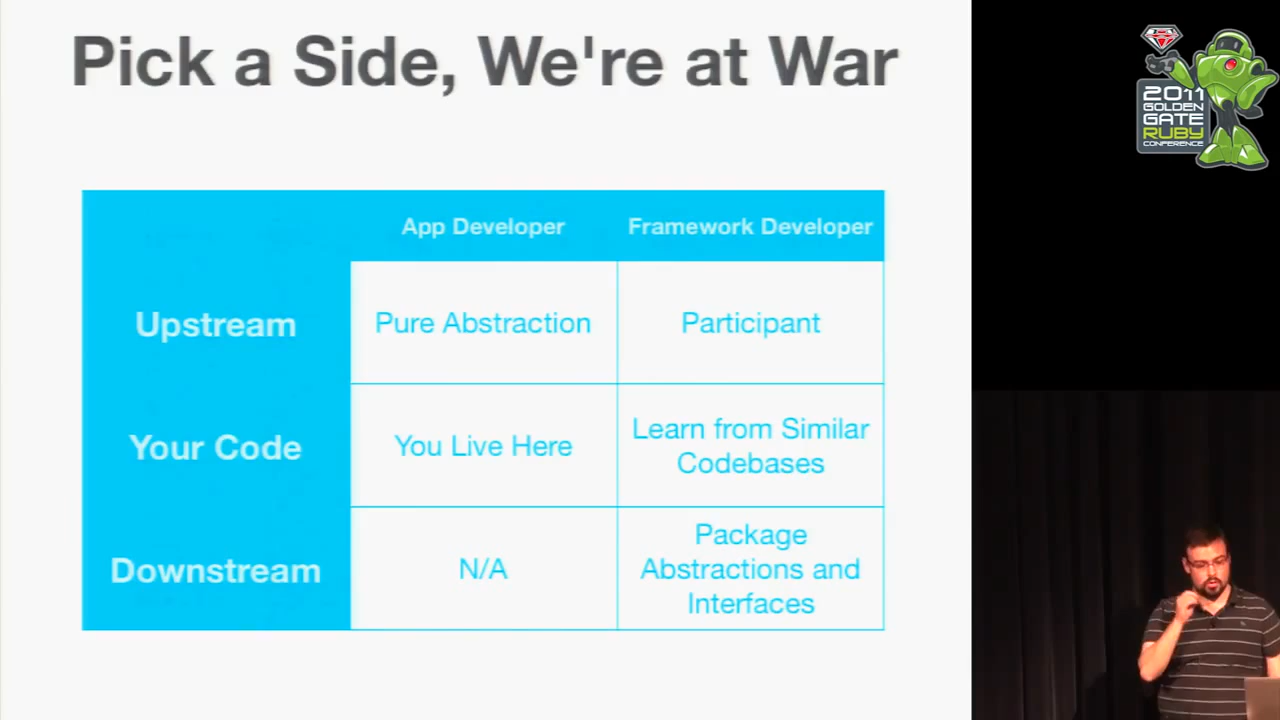 Pick a Side, We're at War
2011
GOLDEN
GATE
RUBY
CONFERENCE
App Developer
Framework Developer
Upstream
Pure Abstraction
Participant
Your Code
You Live Here
Learn from Similar
Codebases
Downstream
N/A
Package
Abstractions and
Interfaces